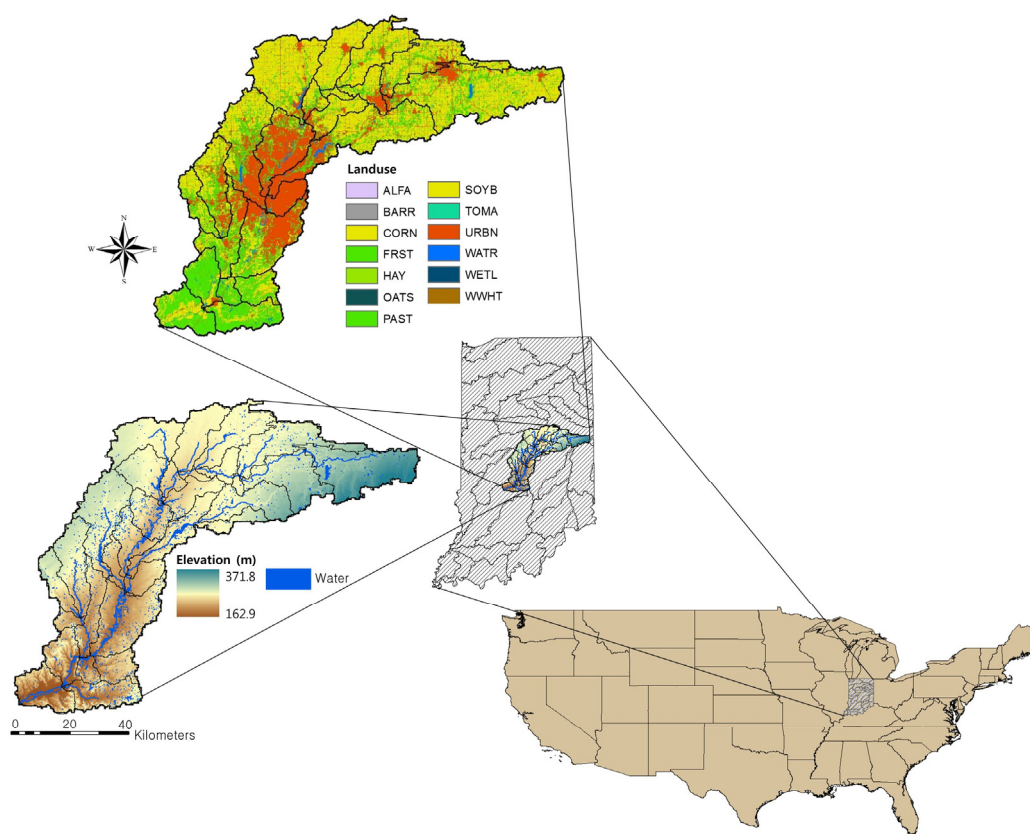 Landuse
ALFA
BARR
CORN
FRST
HAY
OATS
PAST
SOYB
TOMA
URBN
WATR
WETL
WWHT
N
W E
S
Elevation (m)
371.8
162.9
Water
0 20 40
Kilometers